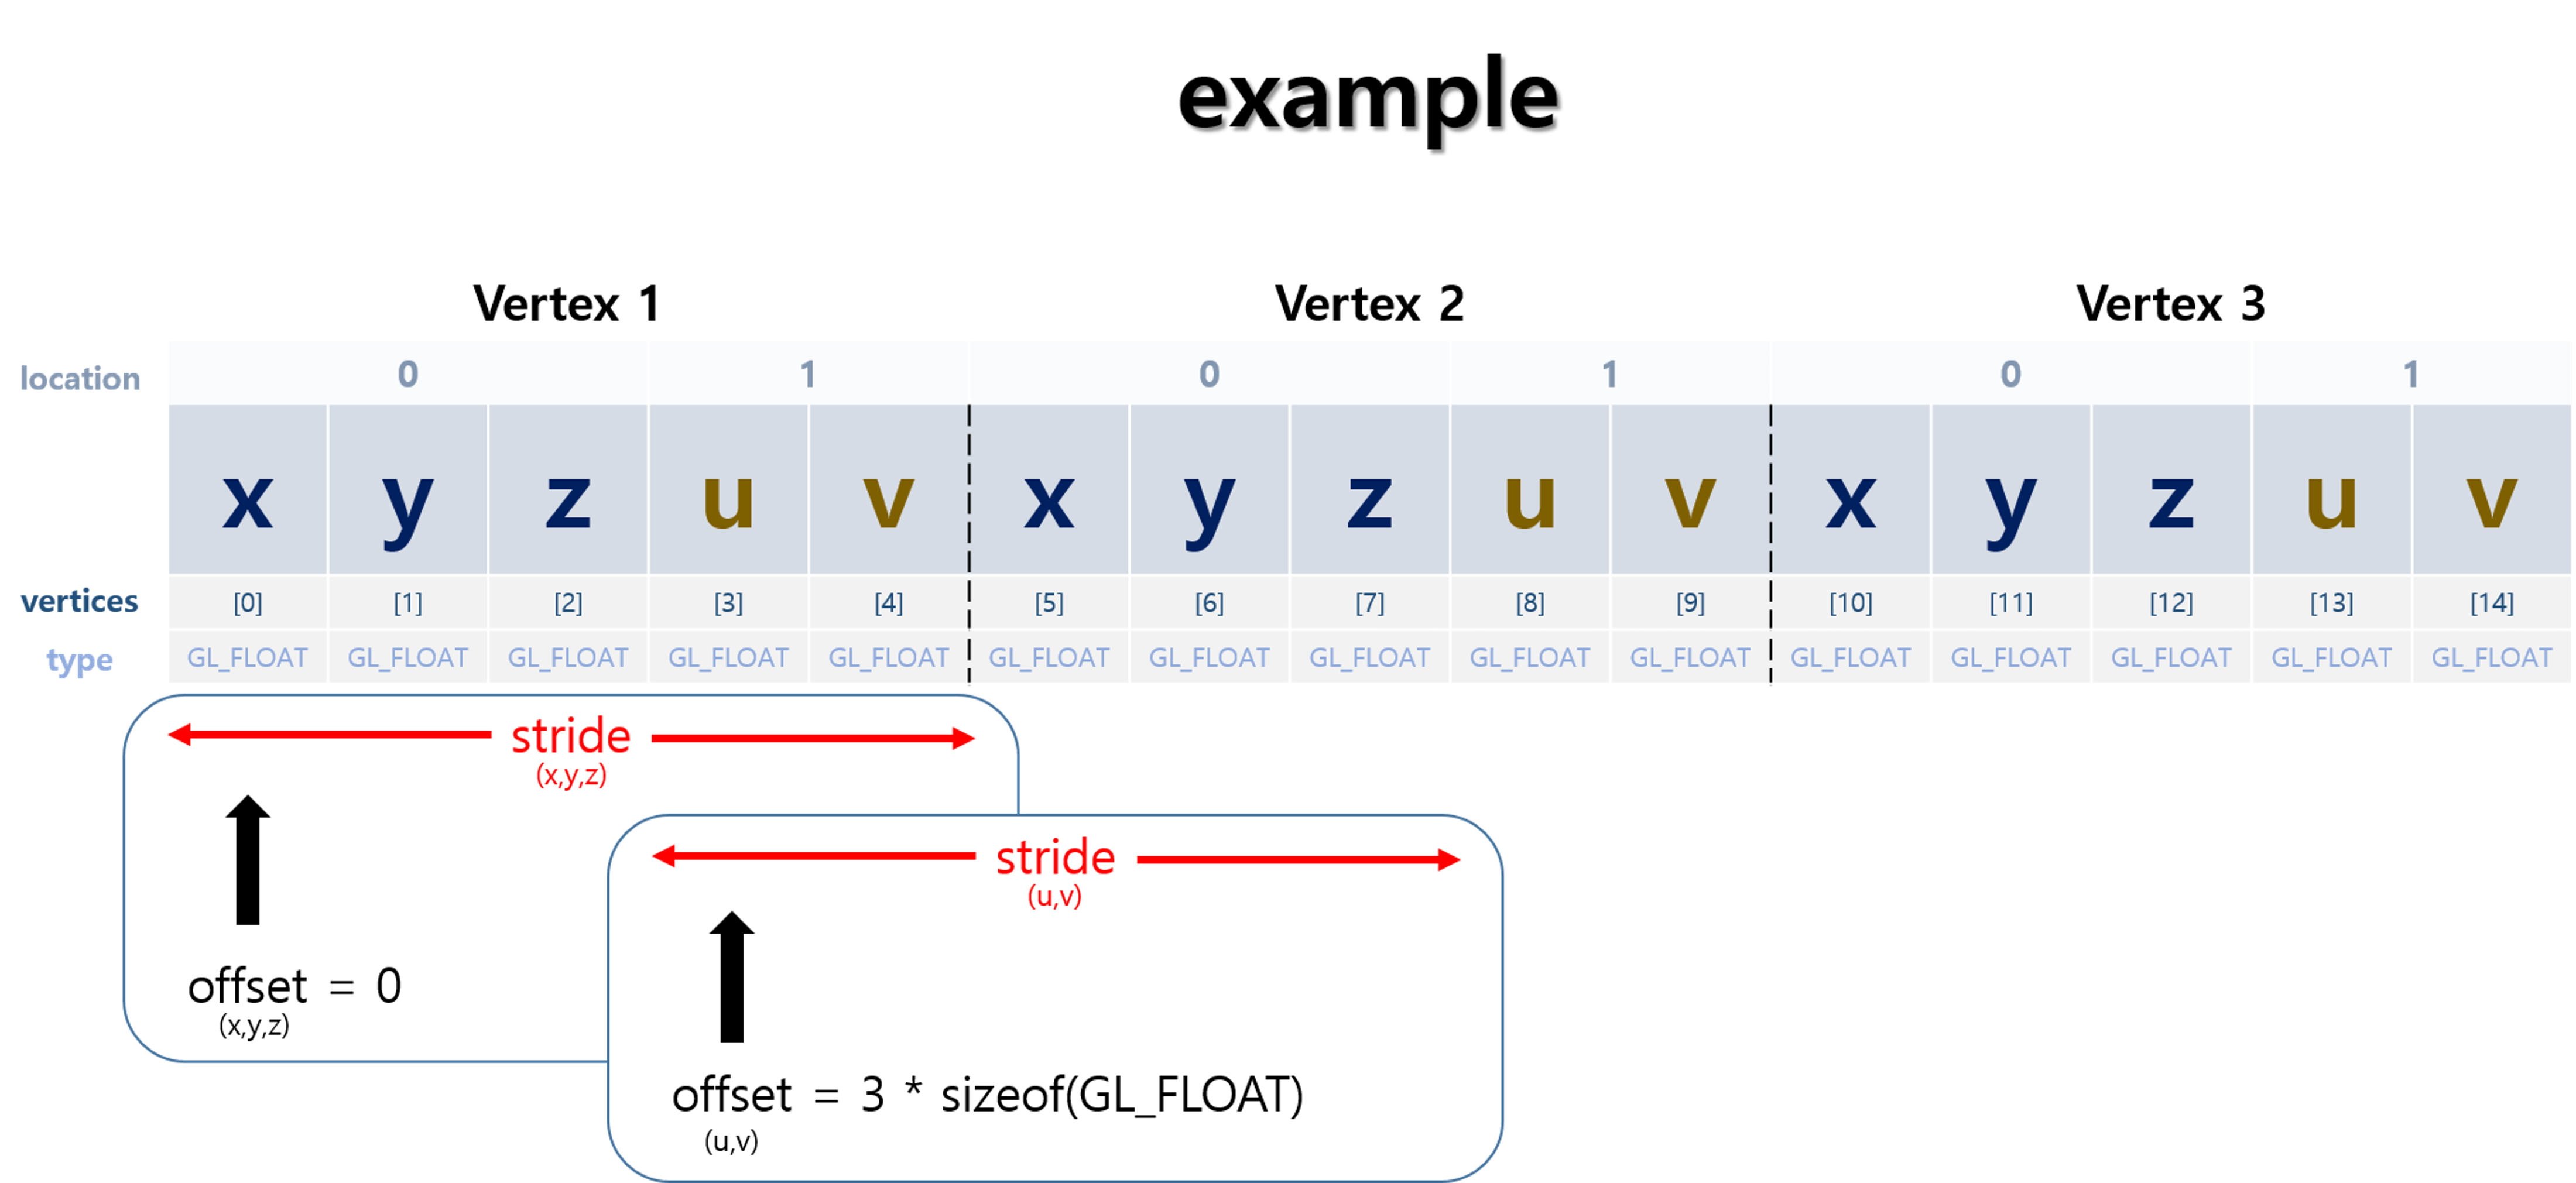 example
Vertex 1 Vertex 2 Vertex 3
location 0 1 0 1 0 1
x y z u v x y z u v x y z u v
vertices [0] [1] [2] [3] [4] [5] [6] [7] [8] [9] [10] [11] [12] [13] [14]
type GL_FLOAT GL_FLOAT GL_FLOAT GL_FLOAT GL_FLOAT GL_FLOAT GL_FLOAT GL_FLOAT GL_FLOAT GL_FLOAT GL_FLOAT GL_FLOAT GL_FLOAT GL_FLOAT GL_FLOAT
stride
(x,y,z)
offset = 0
(x,y,z)
stride
(u,v)
offset = 3 * sizeof(GL_FLOAT)
(u,v)